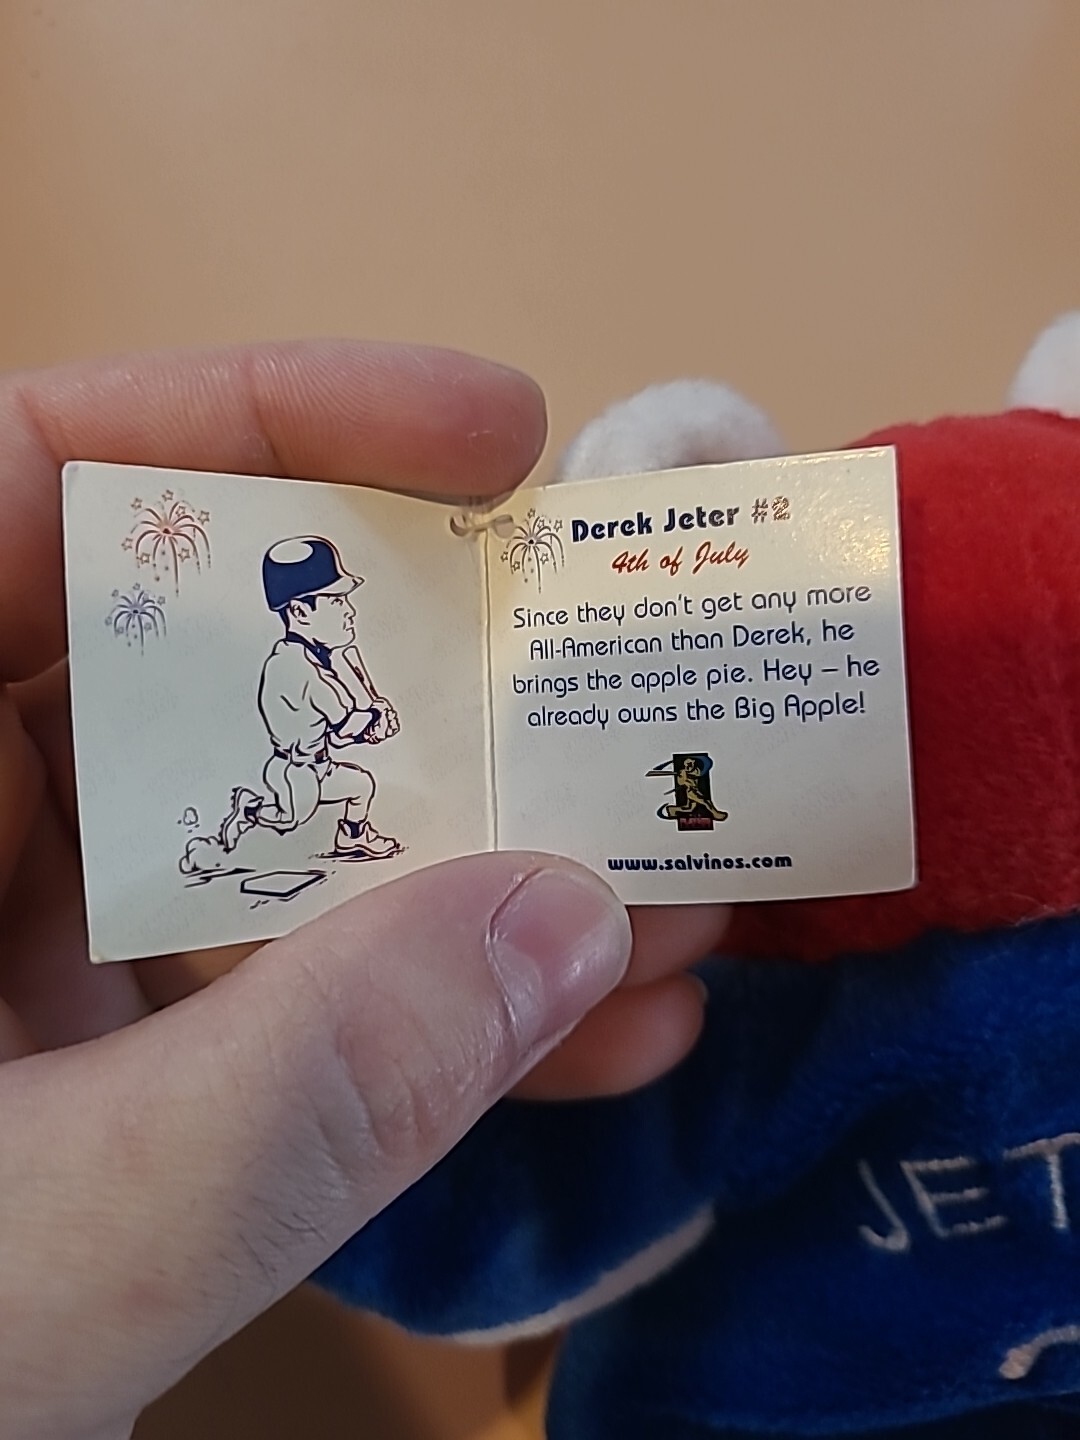 Derek Jeter #2
4th of July
Since they don't get any more
All-American than Derek, he
brings the apple pie. Hey – he
already owns the Big Apple!
www.salvinos.com
JET